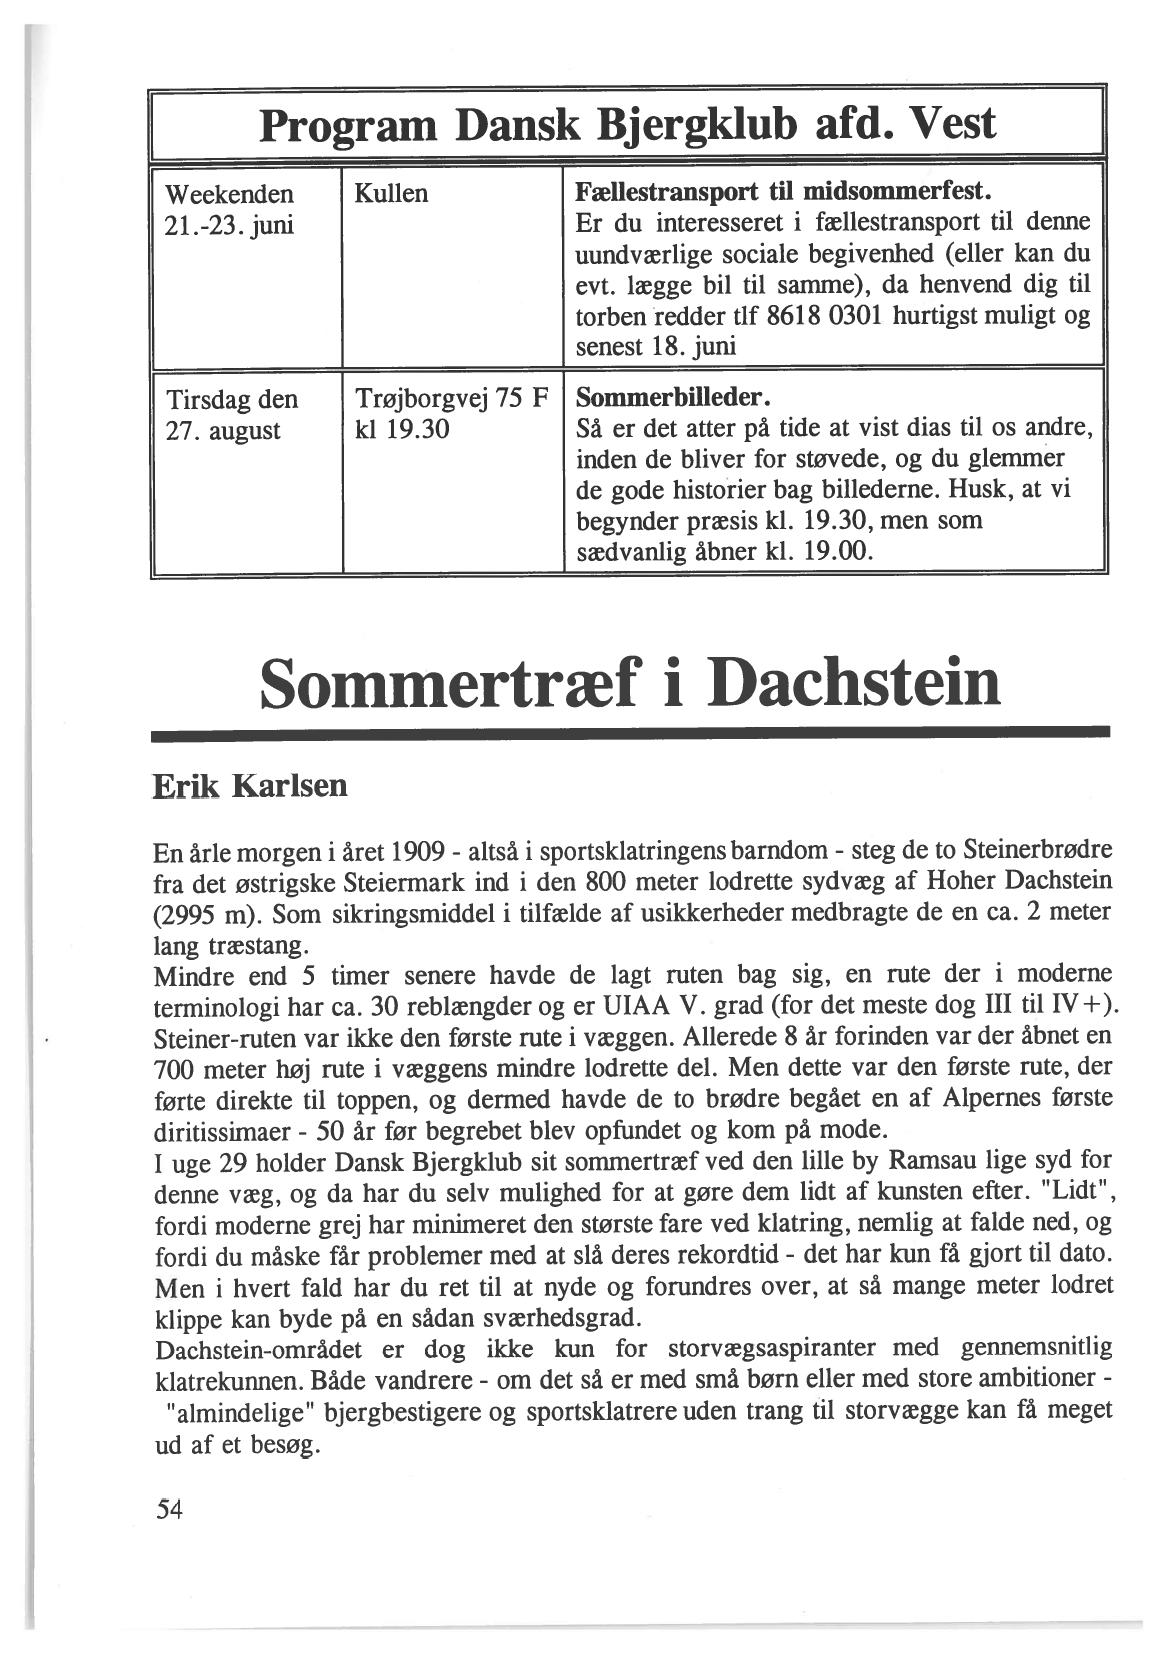 Program Dansk Bjergklub afd. Vest
Weekenden
21.-23. juni
Kullen
Fællestransport til midsommerfest.
Er du interesseret i fællestransport til denne
uundværlige sociale begivenhed (eller kan du
evt. lægge bil til samme), da henvend dig til
torben redder tlf 8618 0301 hurtigst muligt og
senest 18. juni
Tirsdag den
27. august
Trøjborgvej 75 F
kl 19.30
Sommerbilleder.
Så er det atter på tide at vist dias til os andre,
inden de bliver for støvede, og du glemmer
de gode historier bag billederne. Husk, at vi
begynder præsis kl. 19.30, men som
sædvanlig åbner kl. 19.00.
Sommertræf i Dachstein
Erik Karlsen
En årle morgen i året 1909 - altså i sportsklatringens barndom - steg de to Steinerbrødre
fra det østrigske Steiermark ind i den 800 meter lodrette sydvæg af Hoher Dachstein
(2995 m). Som sikringsmiddel i tilfælde af usikkerheder medbragte de en ca. 2 meter
lang træstang.
Mindre end 5 timer senere havde de lagt ruten bag sig, en rute der i moderne
terminologi har ca. 30 reblængder og er UIAA V. grad (for det meste dog III til IV+).
Steiner-ruten var ikke den første rute i væggen. Allerede 8 år forinden var der åbnet en
700 meter høj rute i væggens mindre lodrette del. Men dette var den første rute, der
førte direkte til toppen, og dermed havde de to brødre begået en af Alpernes første
diritissimaer - 50 år før begrebet blev opfundet og kom på mode.
I uge 29 holder Dansk Bjergklub sit sommertræf ved den lille by Ramsau lige syd for
denne væg, og da har du selv mulighed for at gøre dem lidt af kunsten efter. "Lidt",
fordi moderne grej har minimeret den største fare ved klatring, nemlig at falde ned, og
fordi du måske får problemer med at slå deres rekordtid - det har kun få gjort til dato.
Men i hvert fald har du ret til at nyde og forundres over, at så mange meter lodret
klippe kan byde på en sådan sværhedsgrad.
Dachstein-området er dog ikke kun for storvægsaspiranter med gennemsnitlig
klatrekunnen. Både vandrere - om det så er med små børn eller med store ambitioner -
"almindelige" bjergbestigere og sportsklatrere uden trang til storvægge kan få meget
ud af et besøg.
54